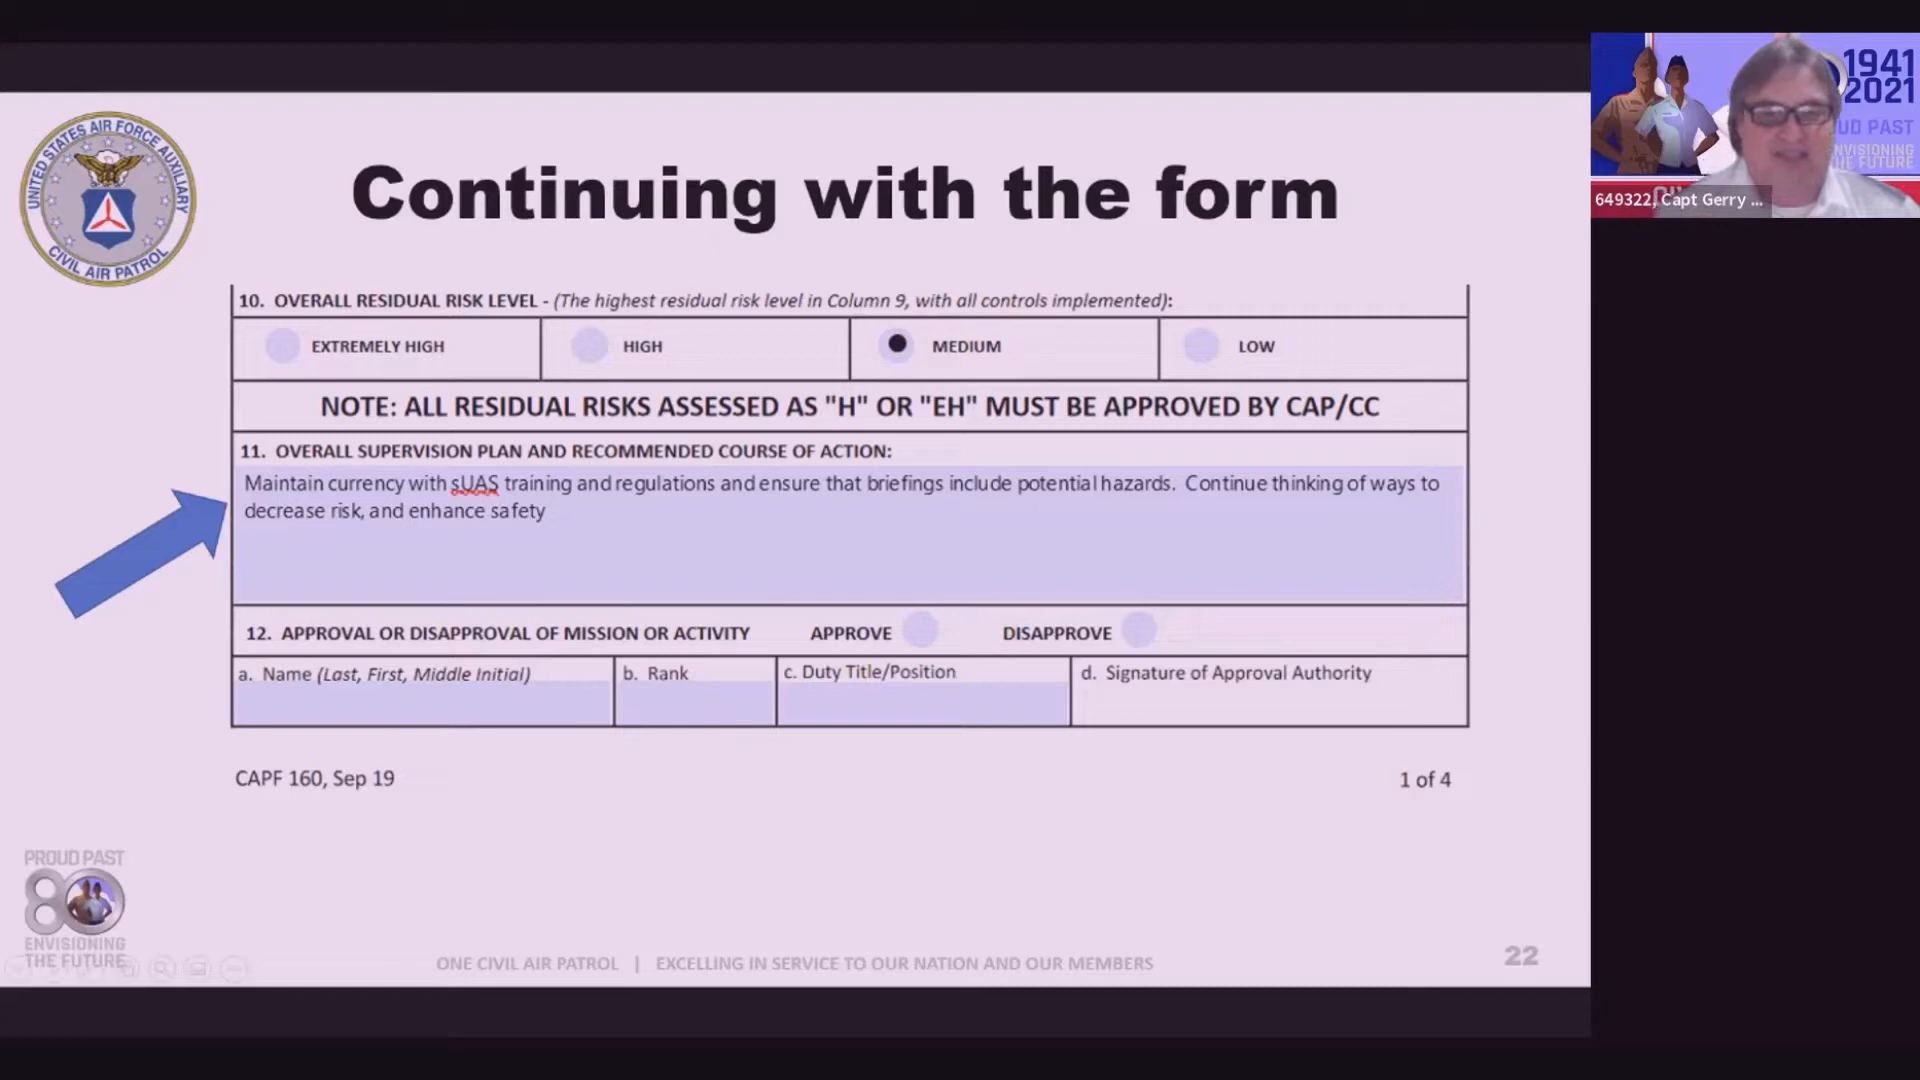 1941
2021
UD PAST
NVISIONING
HE FUTURE
649322, Capt Gerry ...
UNITED STATES AIR FORCE AUXILIARY
CIVIL AIR PATROL
Continuing with the form
10. OVERALL RESIDUAL RISK LEVEL - (The highest residual risk level in Column 9, with all controls implemented):
EXTREMELY HIGH HIGH MEDIUM LOW
NOTE: ALL RESIDUAL RISKS ASSESSED AS "H" OR "EH" MUST BE APPROVED BY CAP/CC
11. OVERALL SUPERVISION PLAN AND RECOMMENDED COURSE OF ACTION:
Maintain currency with sUAS training and regulations and ensure that briefings include potential hazards. Continue thinking of ways to
decrease risk, and enhance safety
12. APPROVAL OR DISAPPROVAL OF MISSION OR ACTIVITY APPROVE DISAPPROVE
a. Name (Last, First, Middle Initial) b. Rank c. Duty Title/Position d. Signature of Approval Authority
CAPF 160, Sep 19 1 of 4
PROUD PAST
80
ENVISIONING
THE FUTURE
ONE CIVIL AIR PATROL | EXCELLING IN SERVICE TO OUR NATION AND OUR MEMBERS
22